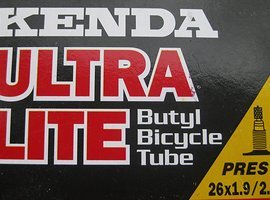 KENDA
ULTRA
LITE
Butyl
Bicycle
Tube
PRES
26x1.9/2.